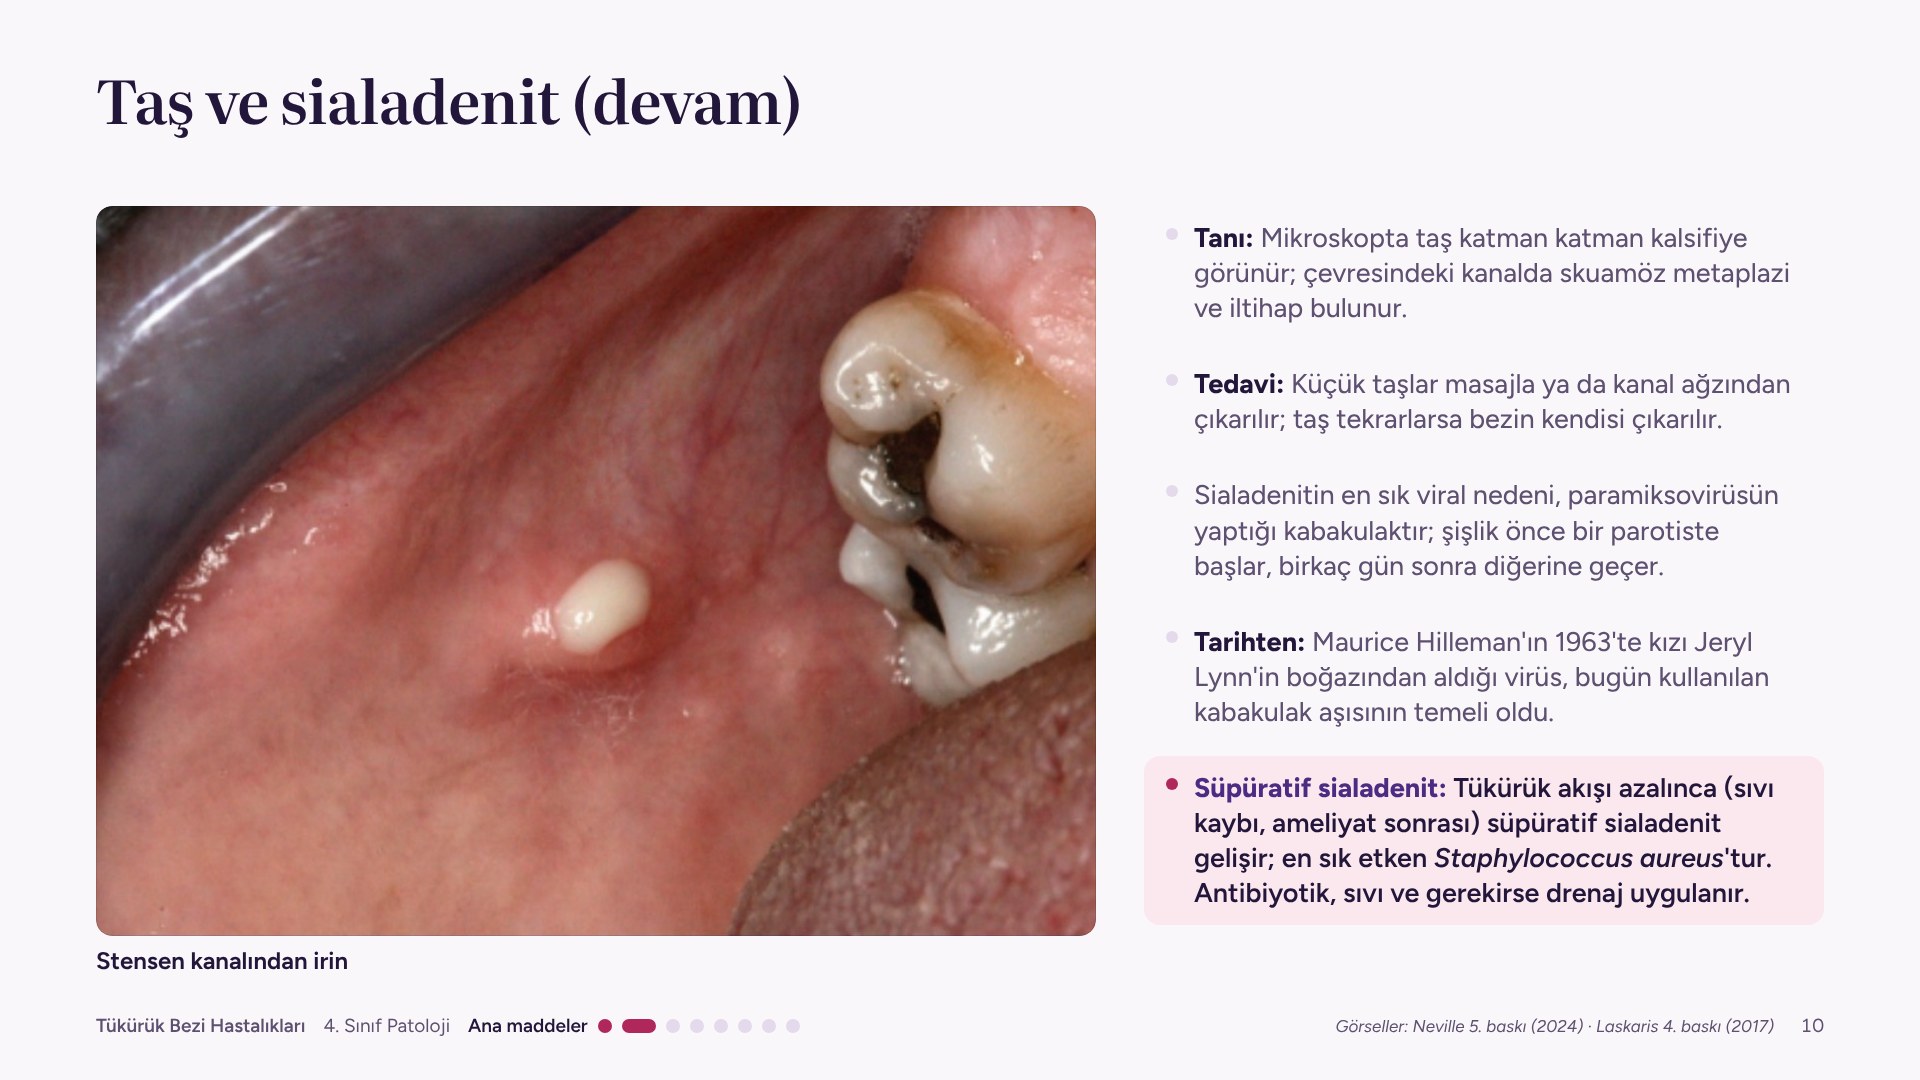 Taş ve sialadenit (devam)
Tanı: Mikroskopta taş katman katman kalsifiye
görünür; çevresindeki kanalda skuamöz metaplazi
ve iltihap bulunur.
Tedavi: Küçük taşlar masajla ya da kanal ağzından
çıkarılır; taş tekrarlarsa bezin kendisi çıkarılır.
Sialadenitin en sık viral nedeni, paramiksovirüsün
yaptığı kabakulaktır; şişlik önce bir parotiste
başlar, birkaç gün sonra diğerine geçer.
Tarihten: Maurice Hilleman'ın 1963'te kızı Jeryl
Lynn'in boğazından aldığı virüs, bugün kullanılan
kabakulak aşısının temeli oldu.
Süpüratif sialadenit: Tükürük akışı azalınca (sıvı
kaybı, ameliyat sonrası) süpüratif sialadenit
gelişir; en sık etken Staphylococcus aureus'tur.
Antibiyotik, sıvı ve gerekirse drenaj uygulanır.
Stensen kanalından irin
Tükürük Bezi Hastalıkları 4. Sınıf Patoloji Ana maddeler
Görseller: Neville 5. baskı (2024) · Laskaris 4. baskı (2017) 10